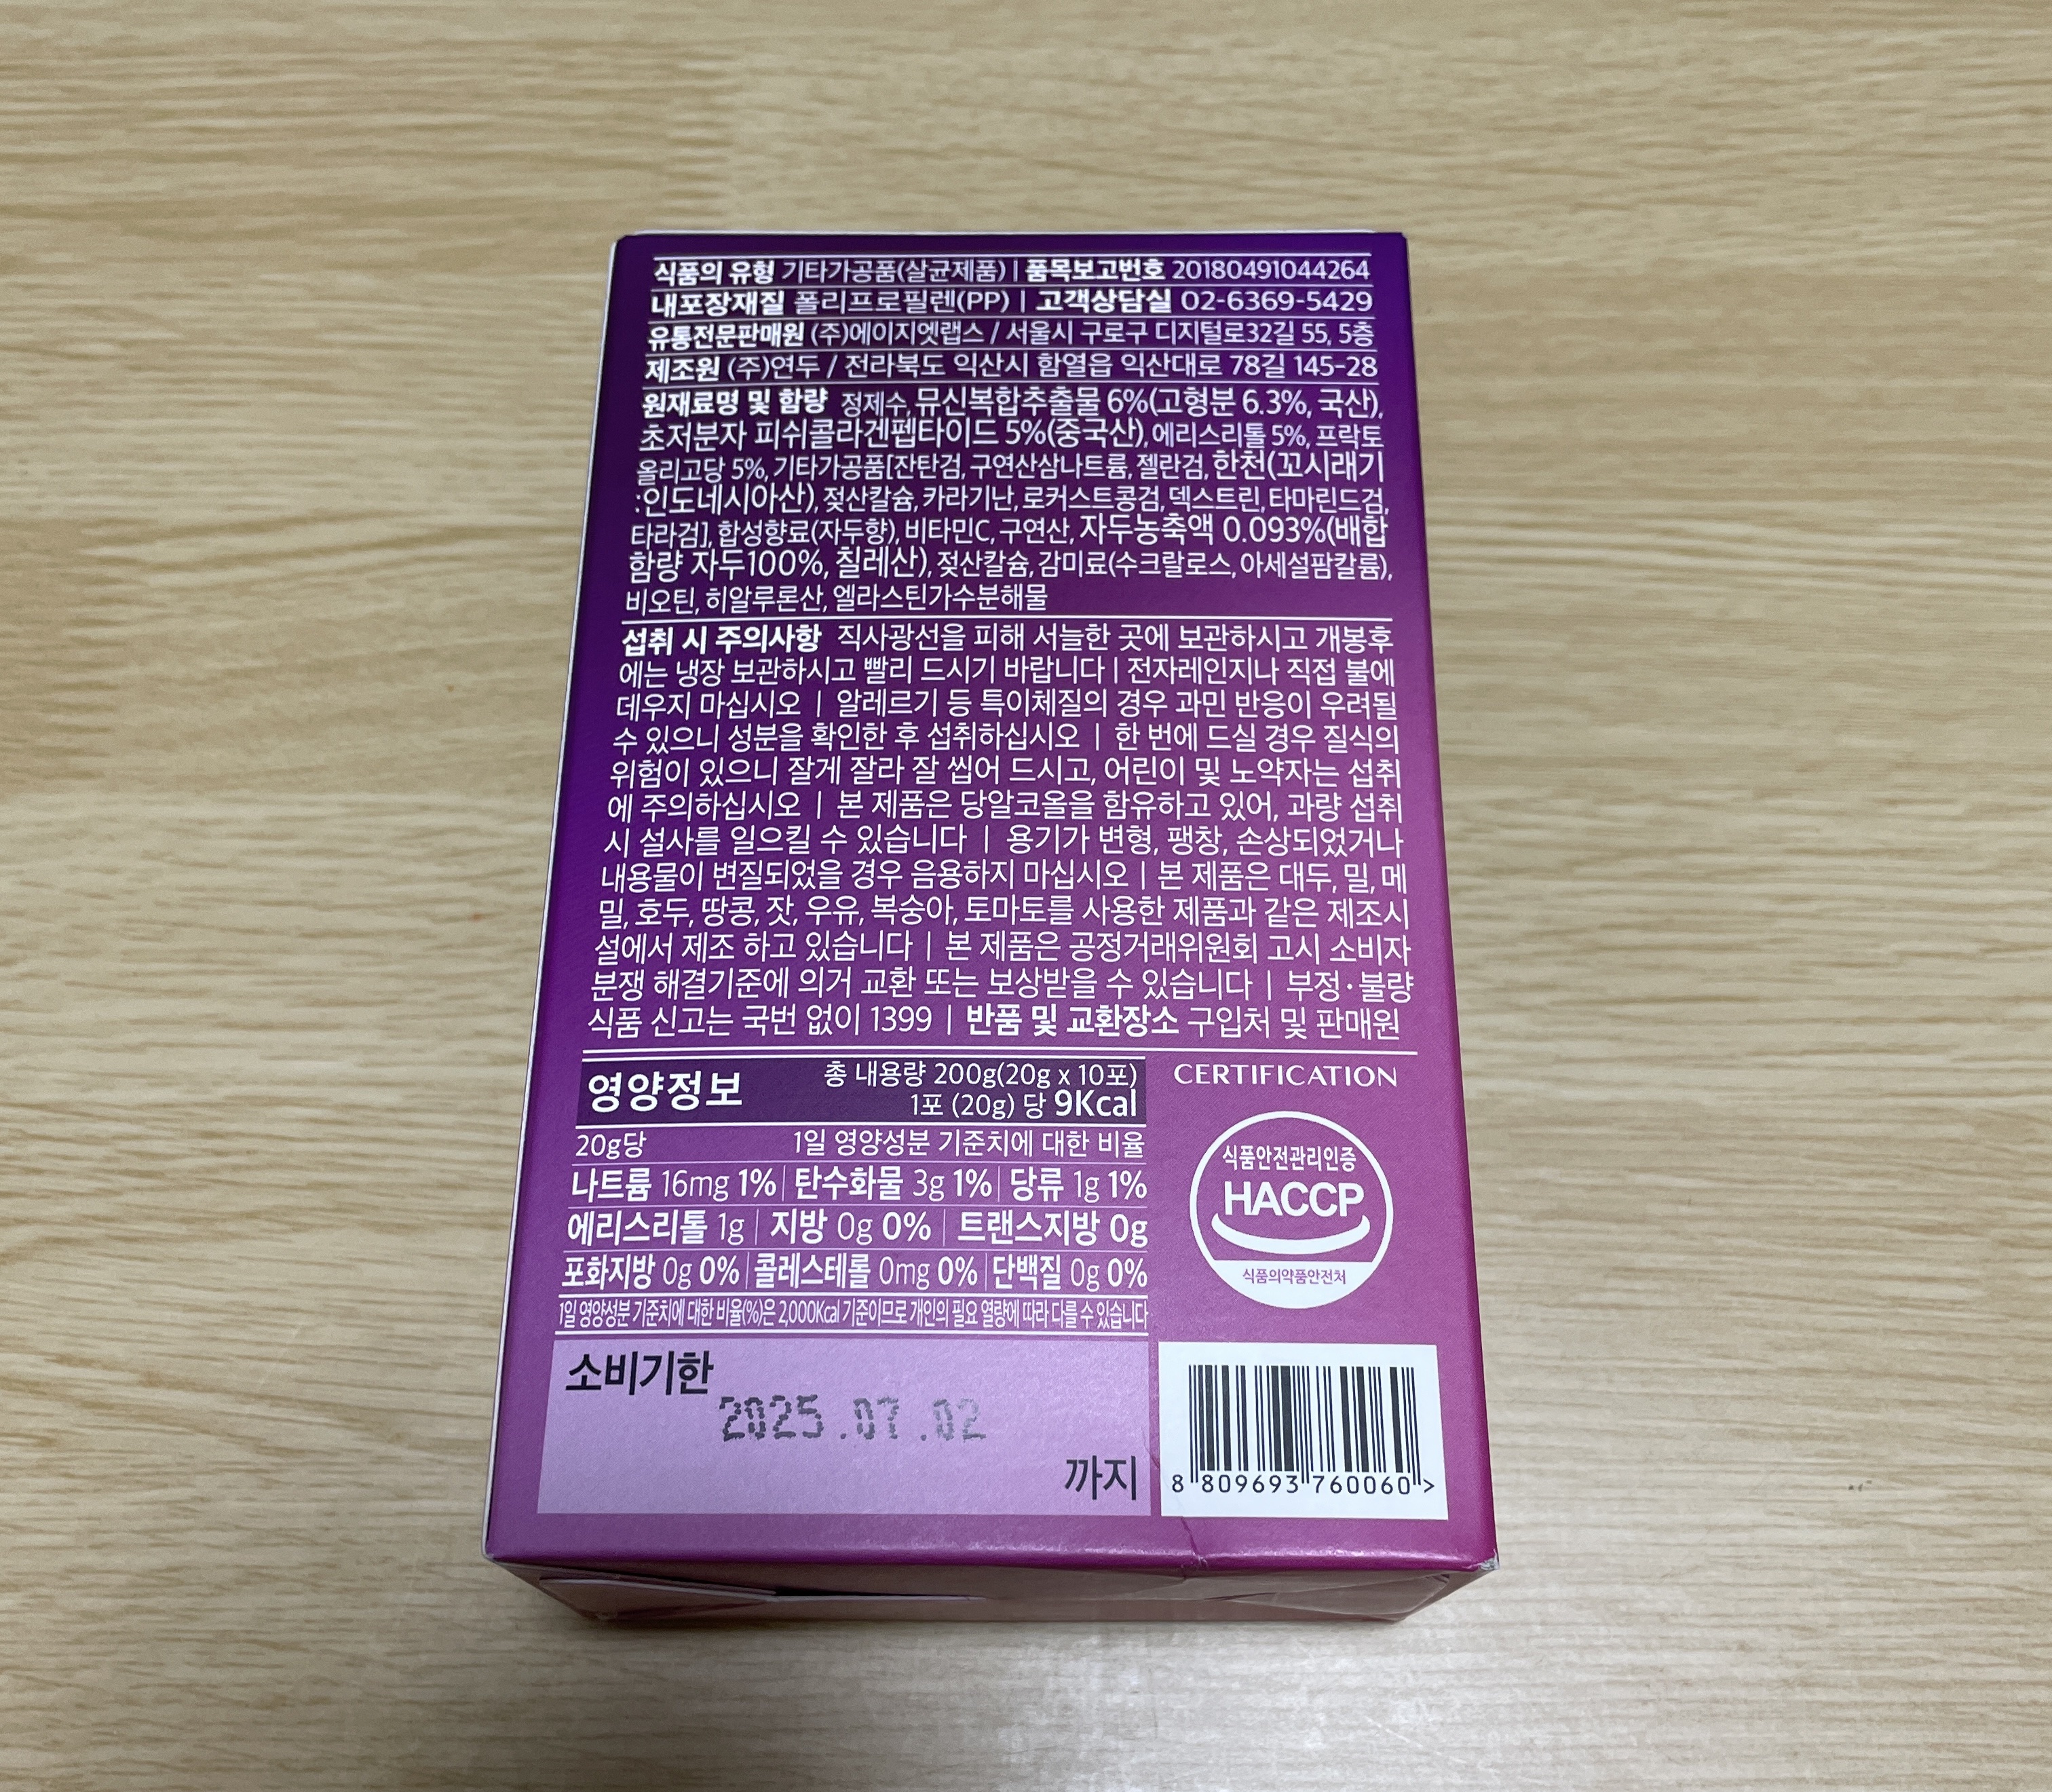 식품의 유형 기타가공품(살균제품) | 품목보고번호 20180491044264
내포장재질 폴리프로필렌(PP) | 고객상담실 02-6369-5429
유통전문판매원 (주)에이지엣랩스 / 서울시 구로구 디지털로32길 55, 5층
제조원 (주)연두 / 전라북도 익산시 함열읍 익산대로 78길 145-28
원재료명 및 함량 정제수, 뮤신복합추출물 6%(고형분 6.3%, 국산),
초저분자 피쉬콜라겐펩타이드 5%(중국산), 에리스리톨 5%, 프락토
올리고당 5%, 기타가공품[잔탄검, 구연산삼나트륨, 젤란검, 한천(꼬시래기
:인도네시아산), 젖산칼슘, 카라기난, 로커스트콩검, 덱스트린, 타마린드검,
타라검], 합성향료(자두향), 비타민C, 구연산, 자두농축액 0.093%(배합
함량 자두100%, 칠레산), 젖산칼슘, 감미료(수크랄로스, 아세설팜칼륨),
비오틴, 히알루론산, 엘라스틴가수분해물
섭취 시 주의사항 직사광선을 피해 서늘한 곳에 보관하시고 개봉후
에는 냉장 보관하시고 빨리 드시기 바랍니다 | 전자레인지나 직접 불에
데우지 마십시오 | 알레르기 등 특이체질의 경우 과민 반응이 우려될
수 있으니 성분을 확인한 후 섭취하십시오 | 한 번에 드실 경우 질식의
위험이 있으니 잘게 잘라 잘 씹어 드시고, 어린이 및 노약자는 섭취
에 주의하십시오 | 본 제품은 당알코올을 함유하고 있어, 과량 섭취
시 설사를 일으킬 수 있습니다 | 용기가 변형, 팽창, 손상되었거나
내용물이 변질되었을 경우 음용하지 마십시오 | 본 제품은 대두, 밀, 메
밀, 호두, 땅콩, 잣, 우유, 복숭아, 토마토를 사용한 제품과 같은 제조시
설에서 제조 하고 있습니다 | 본 제품은 공정거래위원회 고시 소비자
분쟁 해결기준에 의거 교환 또는 보상받을 수 있습니다 | 부정·불량
식품 신고는 국번 없이 1399 | 반품 및 교환장소 구입처 및 판매원
영양정보
총 내용량 200g(20g x 10포)
1포 (20g) 당 9Kcal
20g당 1일 영양성분 기준치에 대한 비율
나트륨 16mg 1% | 탄수화물 3g 1% | 당류 1g 1%
에리스리톨 1g | 지방 0g 0% | 트랜스지방 0g
포화지방 0g 0% | 콜레스테롤 0mg 0% | 단백질 0g 0%
1일 영양성분 기준치에 대한 비율(%)은 2,000Kcal 기준이므로 개인의 필요 열량에 따라 다를 수 있습니다
CERTIFICATION
식품안전관리인증
HACCP
식품의약품안전처
소비기한
2025.07.02
까지
8 809693 760060 >